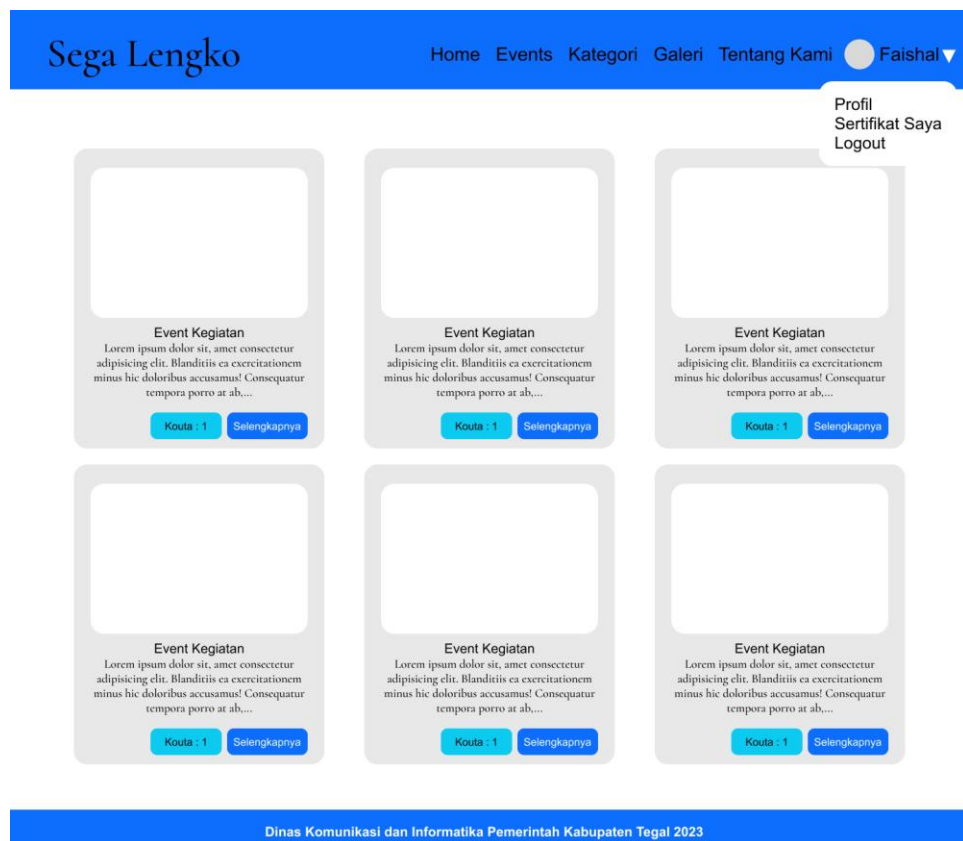 Sega Lengko
Home Events Kategori Galeri Tentang Kami Faishal
Profil
Sertifikat Saya
Logout
Event Kegiatan
Lorem ipsum dolor sit, amet consectetur
adipisicing elit. Blanditiis ea exercitationem
minus hic doloribus accusamus! Consequatur
tempora porro at ab,...
Kouta : 1 Selengkapnya
Event Kegiatan
Lorem ipsum dolor sit, amet consectetur
adipisicing elit. Blanditiis ea exercitationem
minus hic doloribus accusamus! Consequatur
tempora porro at ab,...
Kouta : 1 Selengkapnya
Event Kegiatan
Lorem ipsum dolor sit, amet consectetur
adipisicing elit. Blanditiis ea exercitationem
minus hic doloribus accusamus! Consequatur
tempora porro at ab,...
Kouta : 1 Selengkapnya
Event Kegiatan
Lorem ipsum dolor sit, amet consectetur
adipisicing elit. Blanditiis ea exercitationem
minus hic doloribus accusamus! Consequatur
tempora porro at ab,...
Kouta : 1 Selengkapnya
Event Kegiatan
Lorem ipsum dolor sit, amet consectetur
adipisicing elit. Blanditiis ea exercitationem
minus hic doloribus accusamus! Consequatur
tempora porro at ab,...
Kouta : 1 Selengkapnya
Event Kegiatan
Lorem ipsum dolor sit, amet consectetur
adipisicing elit. Blanditiis ea exercitationem
minus hic doloribus accusamus! Consequatur
tempora porro at ab,...
Kouta : 1 Selengkapnya
Dinas Komunikasi dan Informatika Pemerintah Kabupaten Tegal 2023